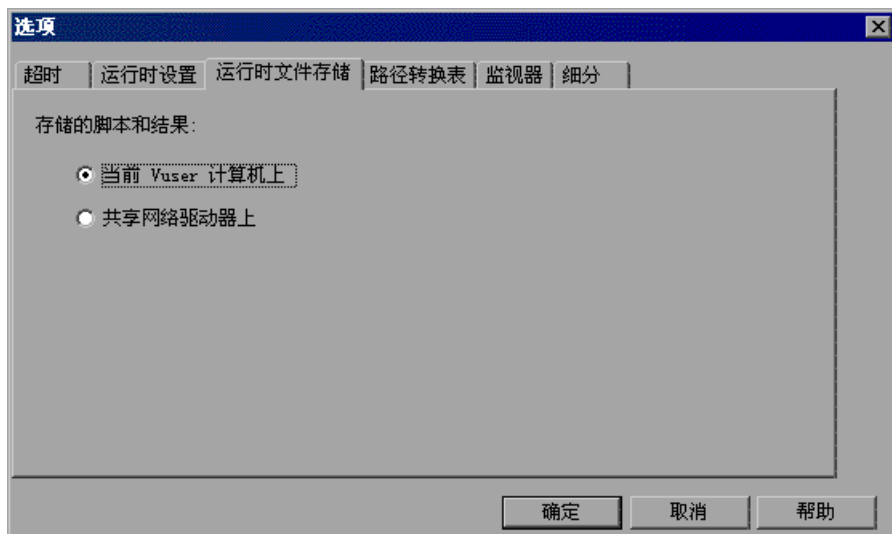 选项
超时 运行时设置 运行时文件存储 路径转换表 监视器 细分
存储的脚本和结果:
当前 Vuser 计算机上
共享网络驱动器上
确定 取消 帮助